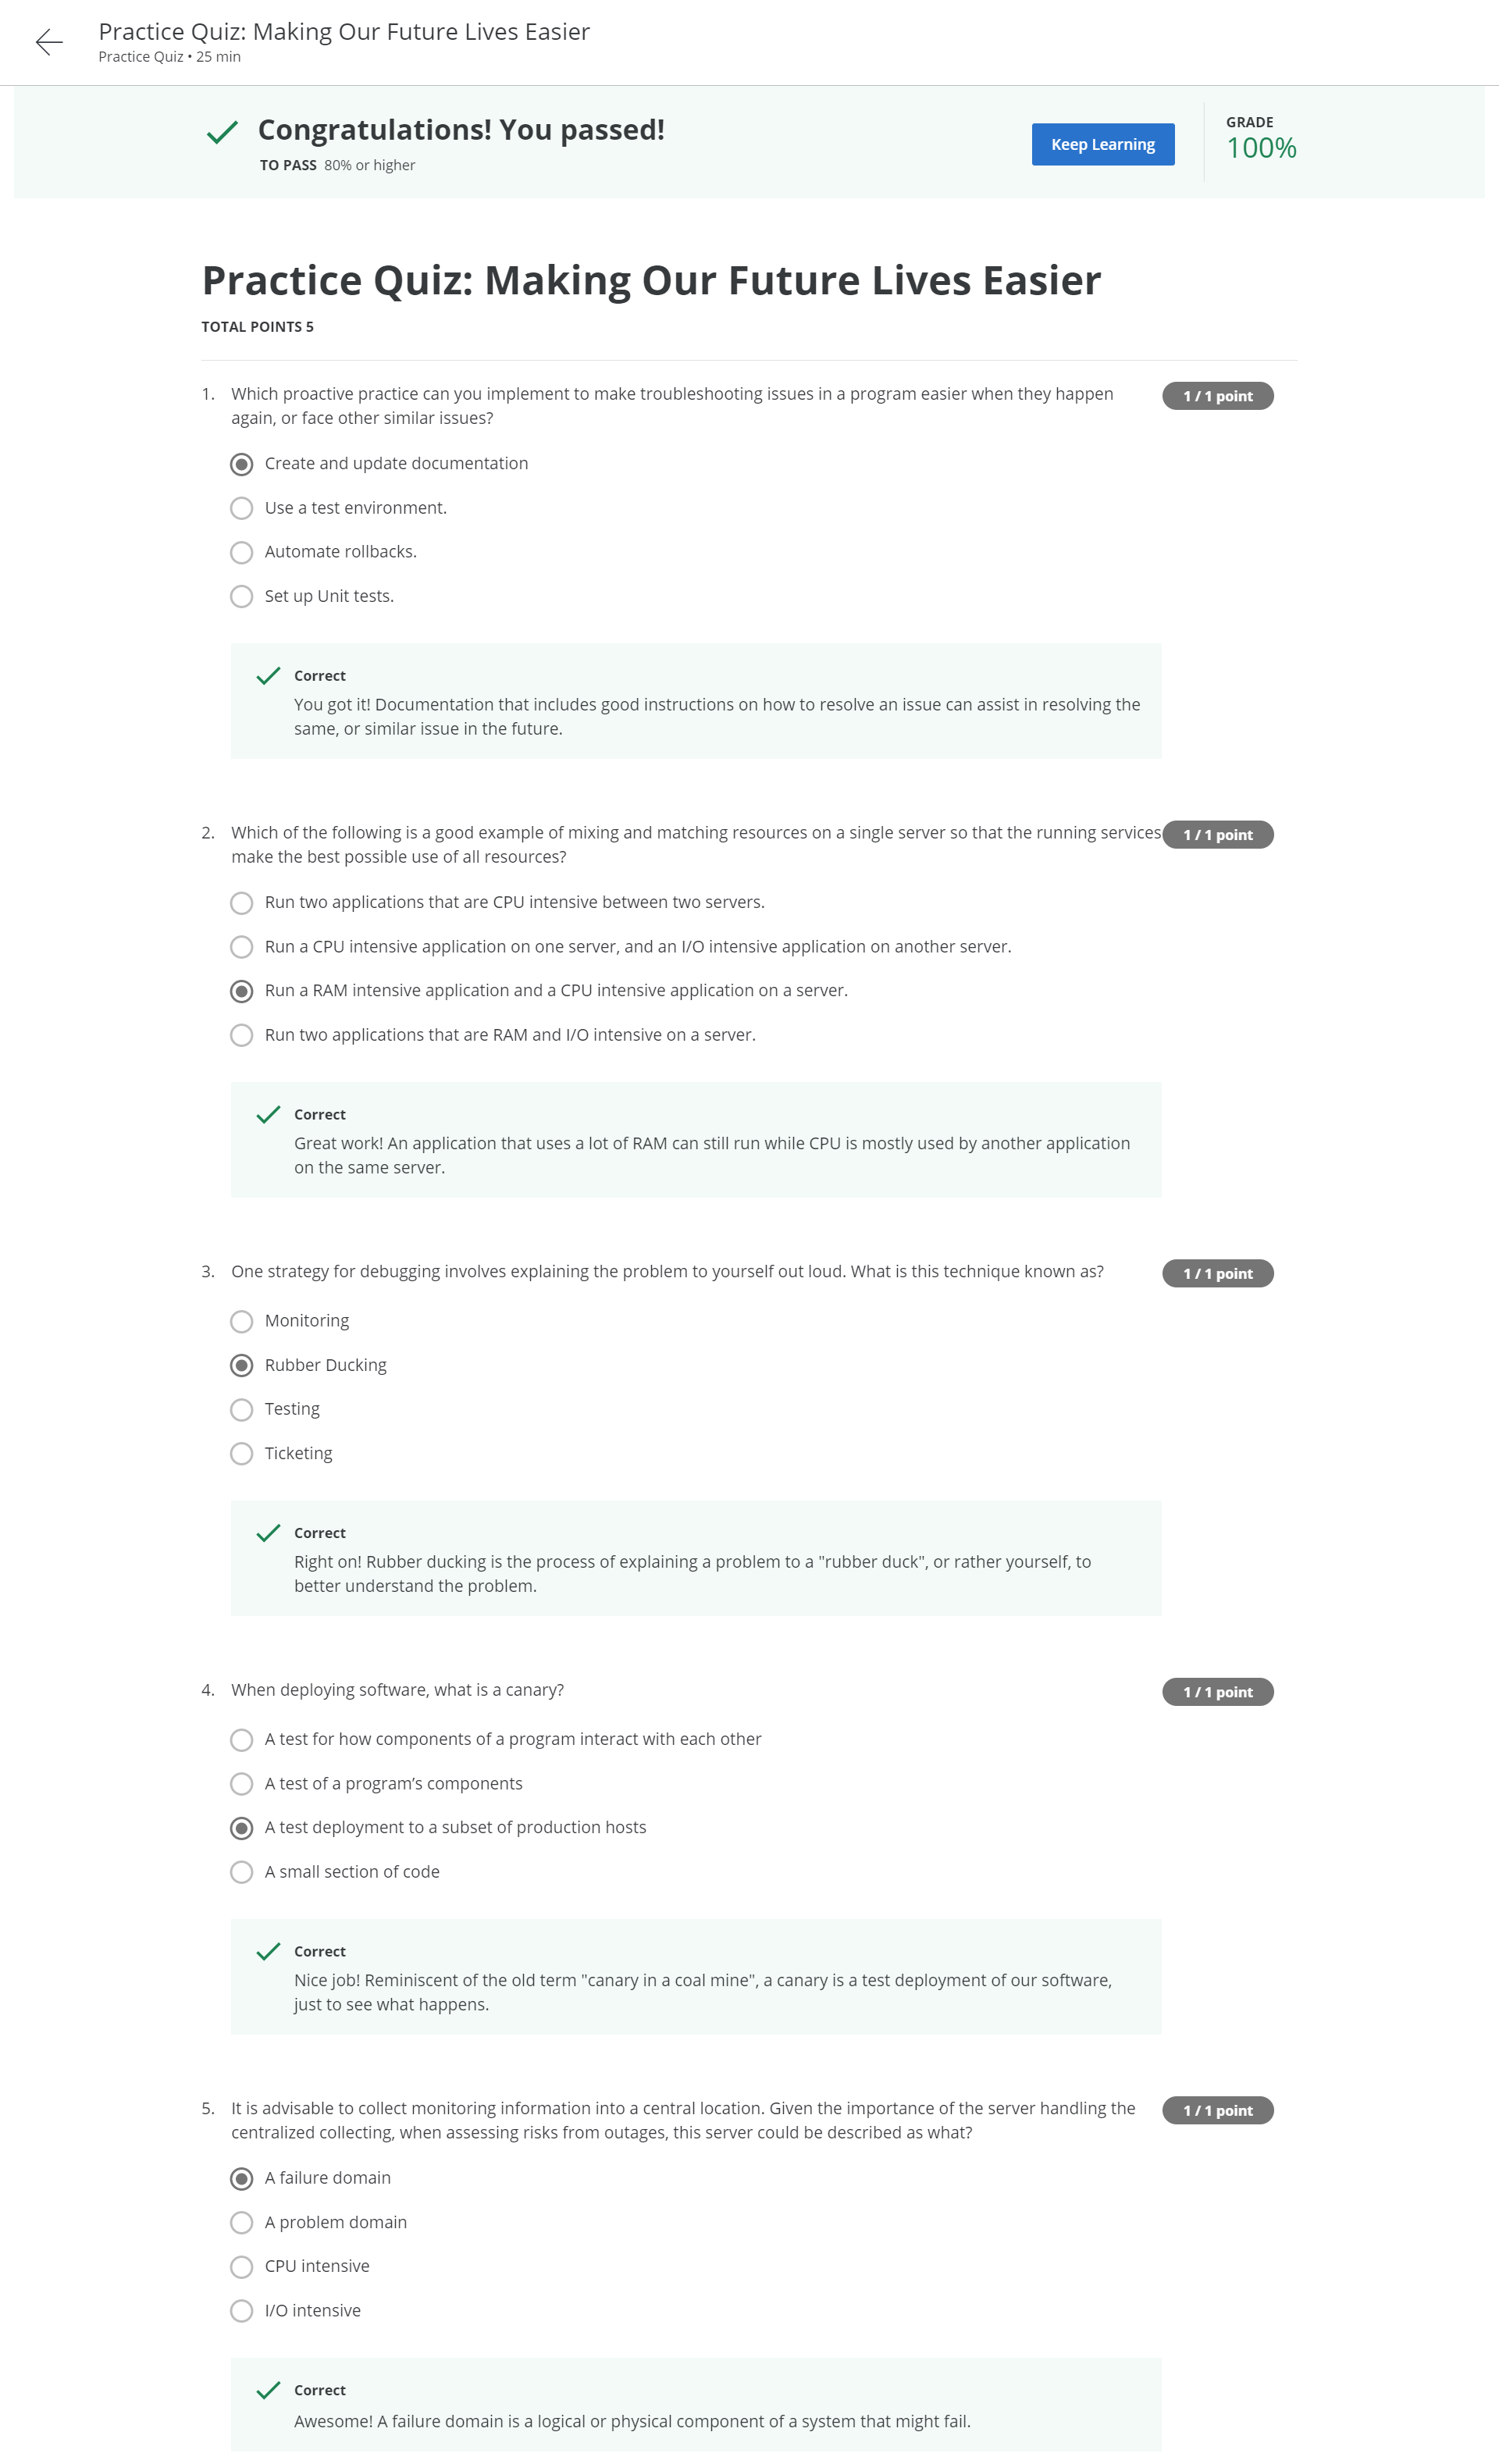 Practice Quiz: Making Our Future Lives Easier
Practice Quiz • 25 min
Congratulations! You passed!
TO PASS 80% or higher
Keep Learning
GRADE
100%
Practice Quiz: Making Our Future Lives Easier
TOTAL POINTS 5
1. Which proactive practice can you implement to make troubleshooting issues in a program easier when they happen
again, or face other similar issues?
1 / 1 point
Create and update documentation
Use a test environment.
Automate rollbacks.
Set up Unit tests.
Correct
You got it! Documentation that includes good instructions on how to resolve an issue can assist in resolving the
same, or similar issue in the future.
2. Which of the following is a good example of mixing and matching resources on a single server so that the running services
make the best possible use of all resources?
1 / 1 point
Run two applications that are CPU intensive between two servers.
Run a CPU intensive application on one server, and an I/O intensive application on another server.
Run a RAM intensive application and a CPU intensive application on a server.
Run two applications that are RAM and I/O intensive on a server.
Correct
Great work! An application that uses a lot of RAM can still run while CPU is mostly used by another application
on the same server.
3. One strategy for debugging involves explaining the problem to yourself out loud. What is this technique known as?
1 / 1 point
Monitoring
Rubber Ducking
Testing
Ticketing
Correct
Right on! Rubber ducking is the process of explaining a problem to a "rubber duck", or rather yourself, to
better understand the problem.
4. When deploying software, what is a canary?
1 / 1 point
A test for how components of a program interact with each other
A test of a program’s components
A test deployment to a subset of production hosts
A small section of code
Correct
Nice job! Reminiscent of the old term "canary in a coal mine", a canary is a test deployment of our software,
just to see what happens.
5. It is advisable to collect monitoring information into a central location. Given the importance of the server handling the
centralized collecting, when assessing risks from outages, this server could be described as what?
1 / 1 point
A failure domain
A problem domain
CPU intensive
I/O intensive
Correct
Awesome! A failure domain is a logical or physical component of a system that might fail.